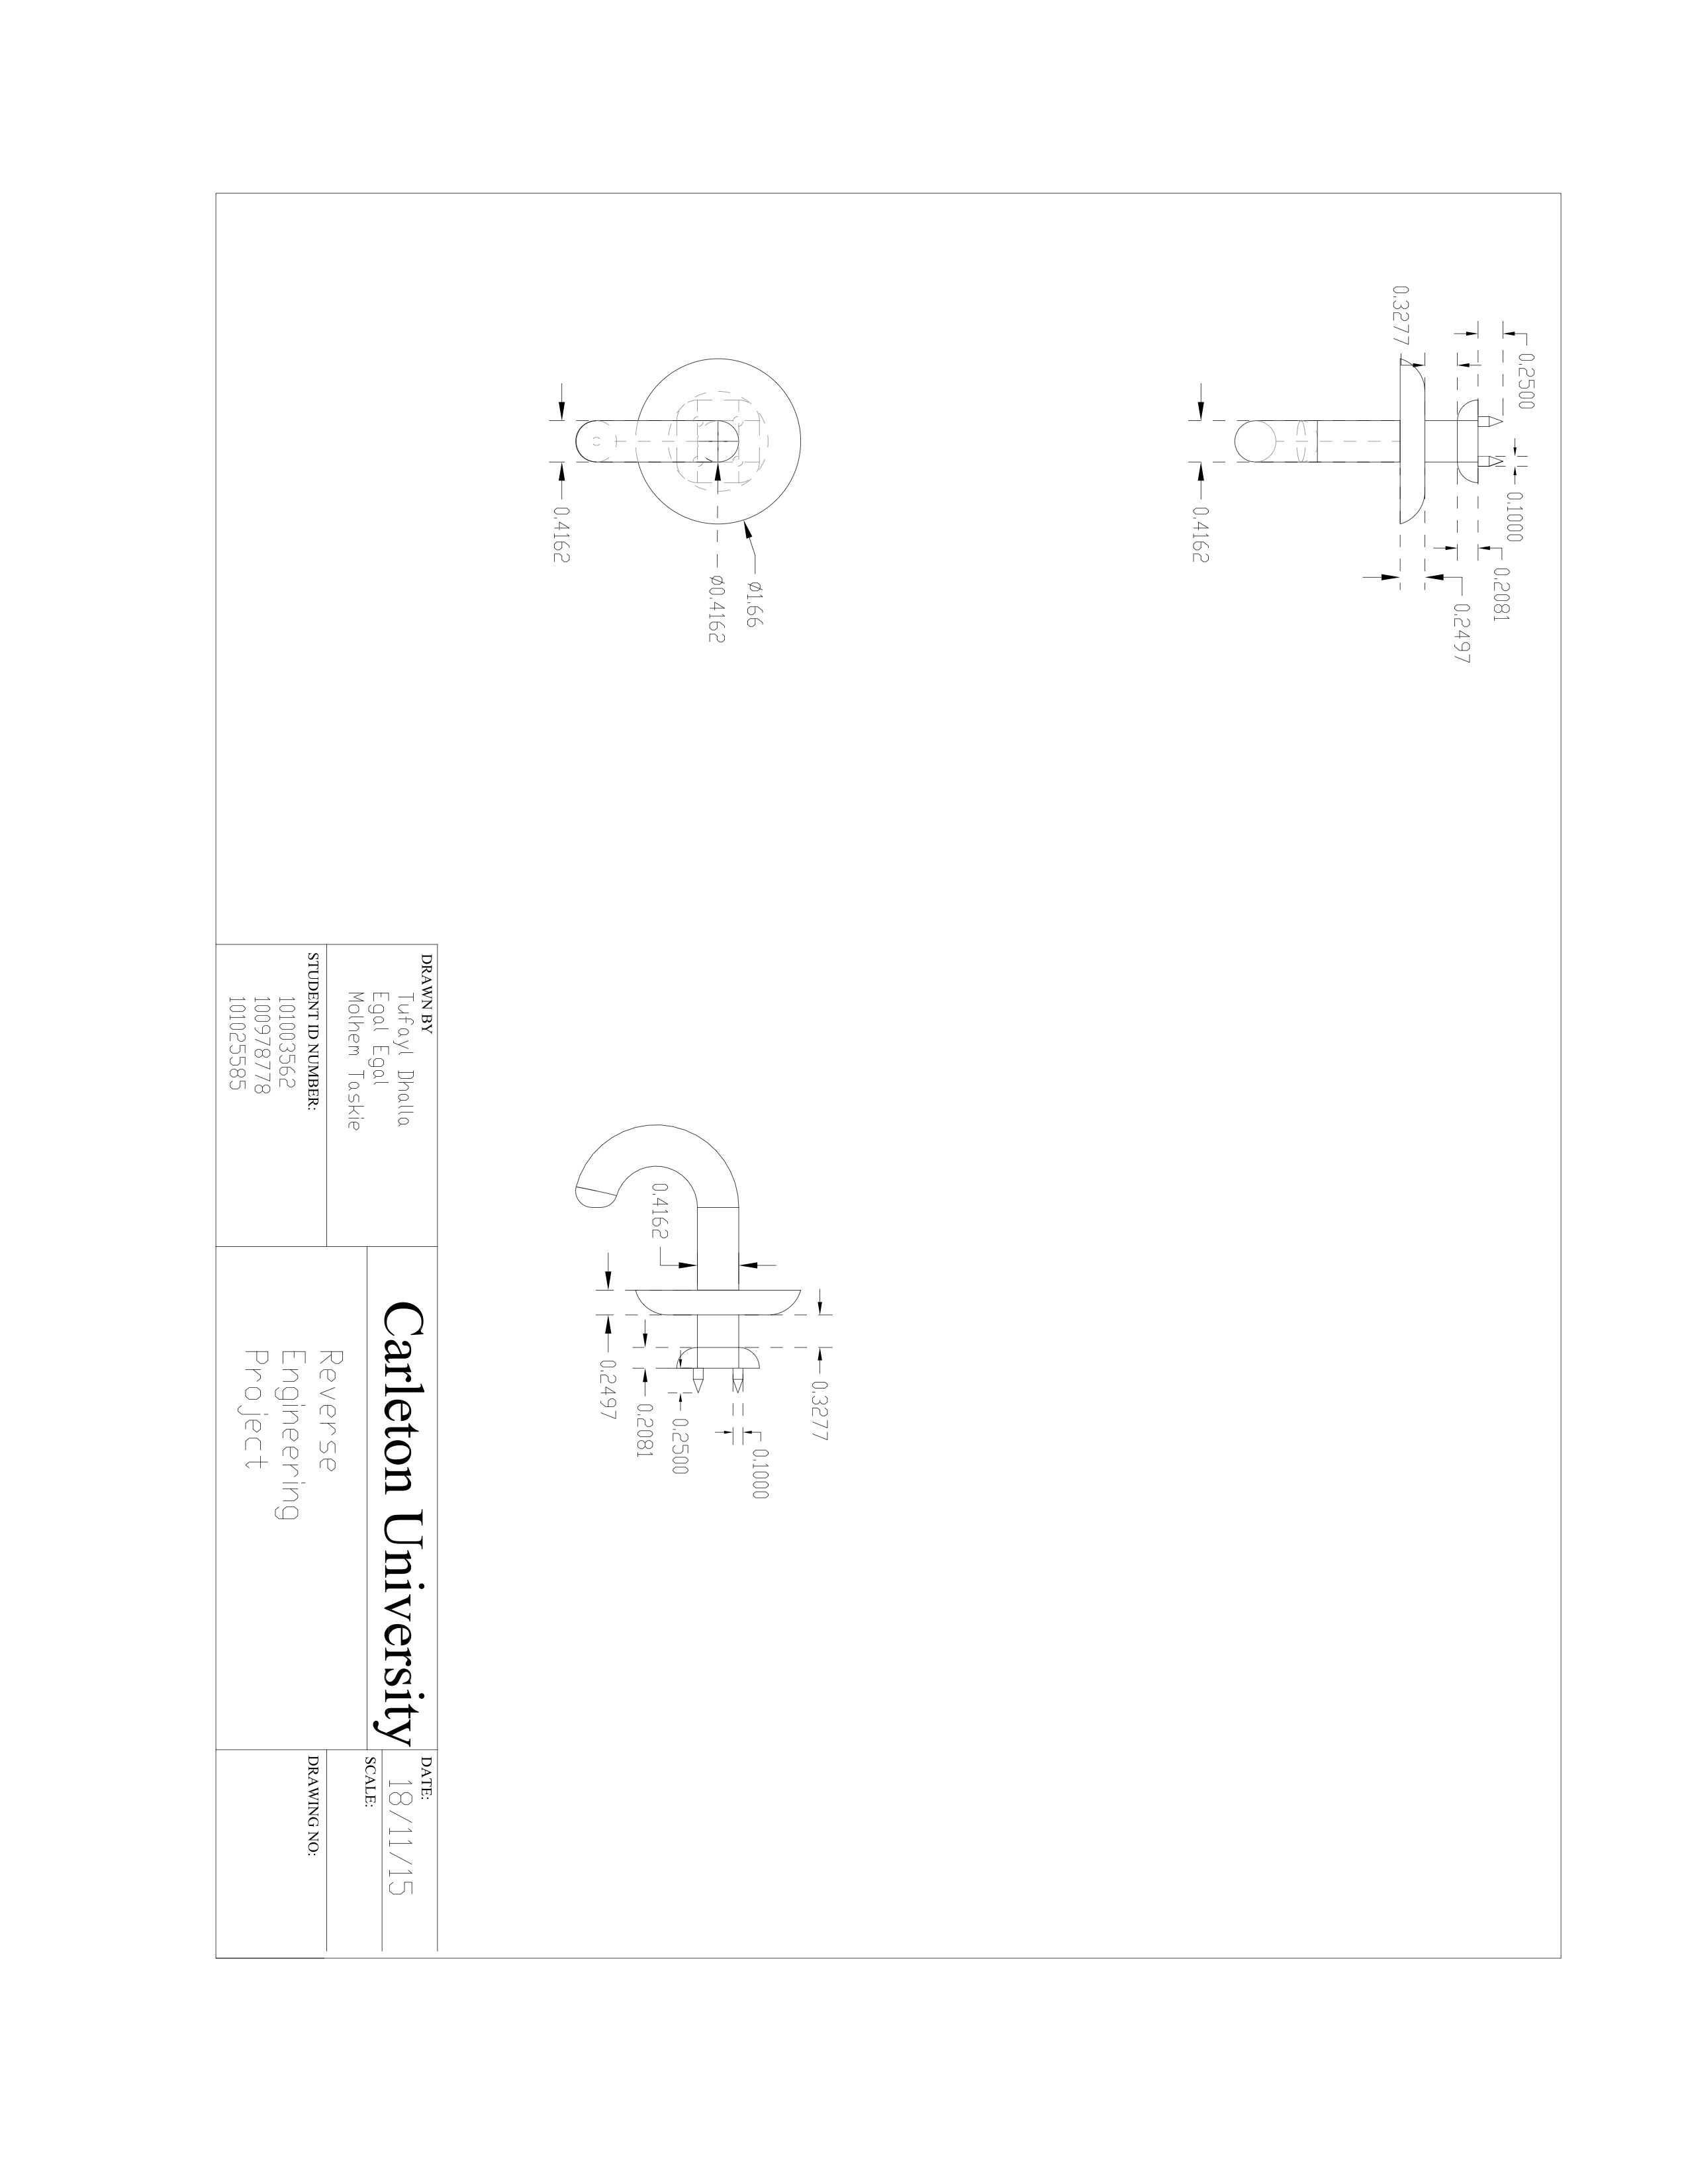 0.2500
0.3277
0.1000
0.2081
0.2497
0.4162
Ø1.66
Ø0.4162
0.4162
0.3277
0.1000
0.4162
0.2500
0.2081
0.2497
DRAWN BY
Tufayl Dhalla
Egal Egal
Molhem Taskie
STUDENT ID NUMBER:
101003562
100978778
101025585
Carleton University
Reverse
Engineering
Project
DATE:
18/11/15
SCALE:
DRAWING NO: